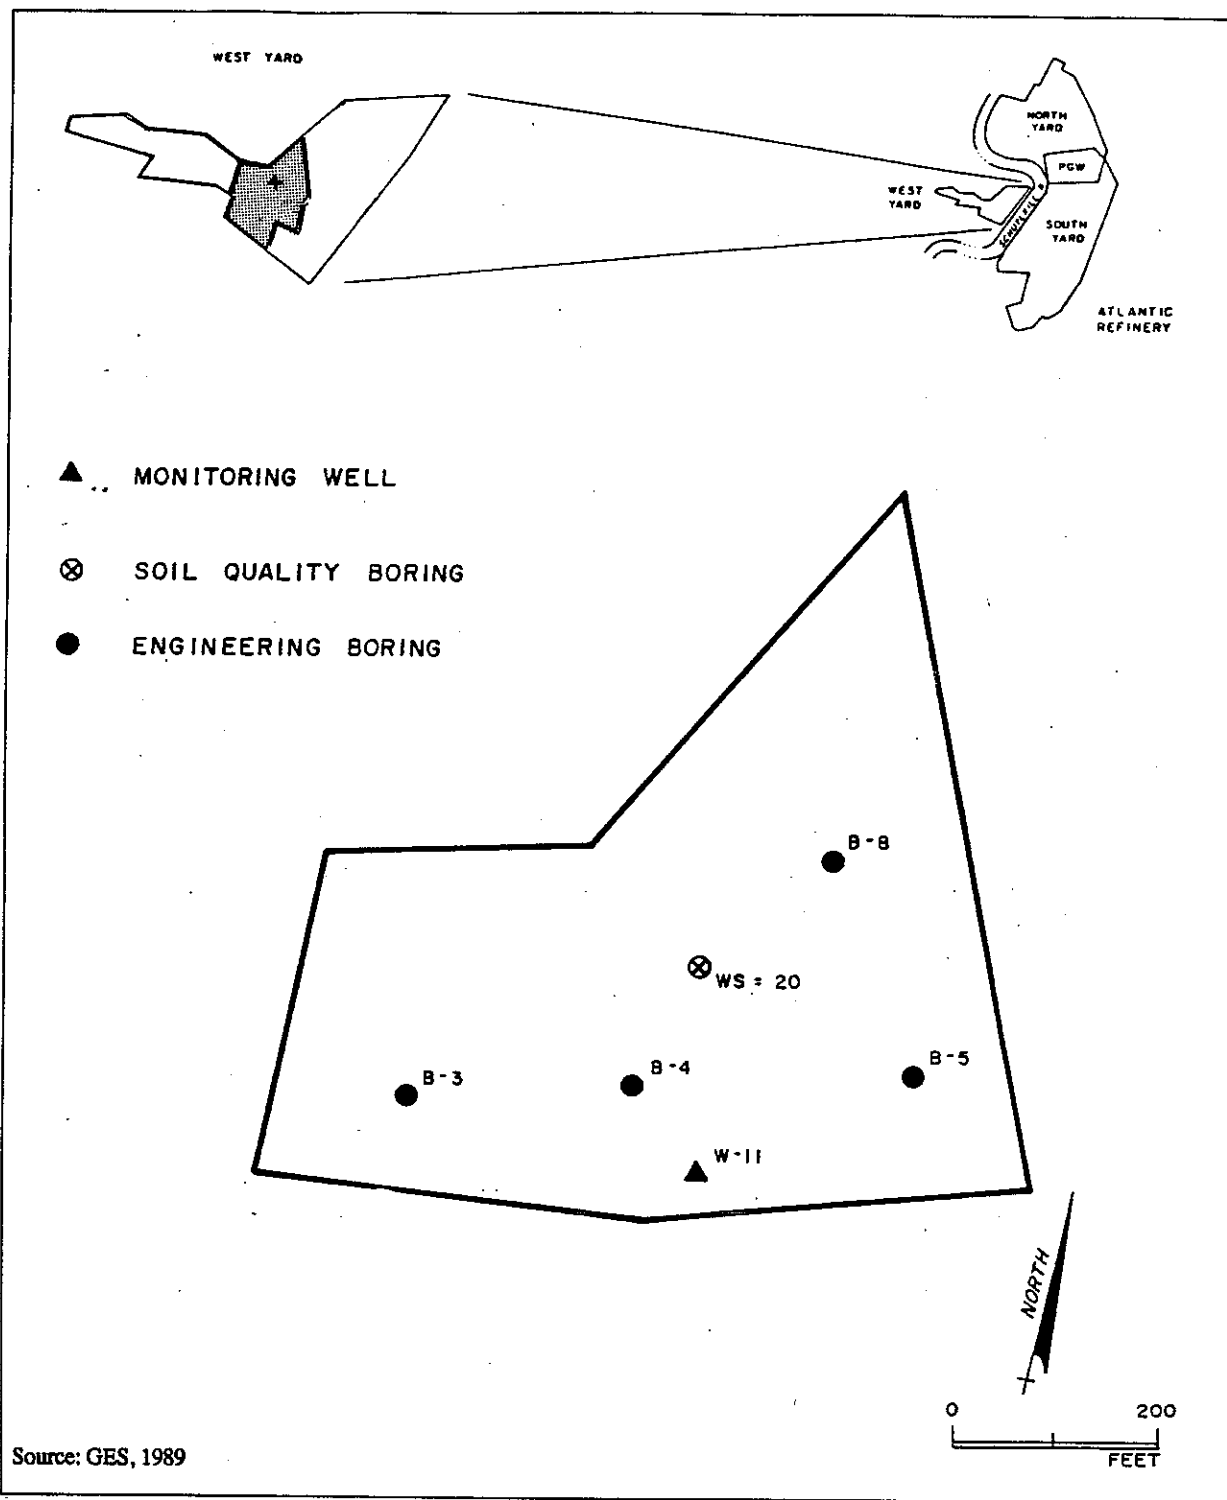 WEST YARD
NORTH
YARD
PGW
WEST
YARD
SCHUYLKILL R
SOUTH
YARD
ATLANTIC
REFINERY
MONITORING WELL
SOIL QUALITY BORING
ENGINEERING BORING
B-8
WS = 20
B-3
B-4
B-5
W-11
NORTH
0 200
FEET
Source: GES, 1989